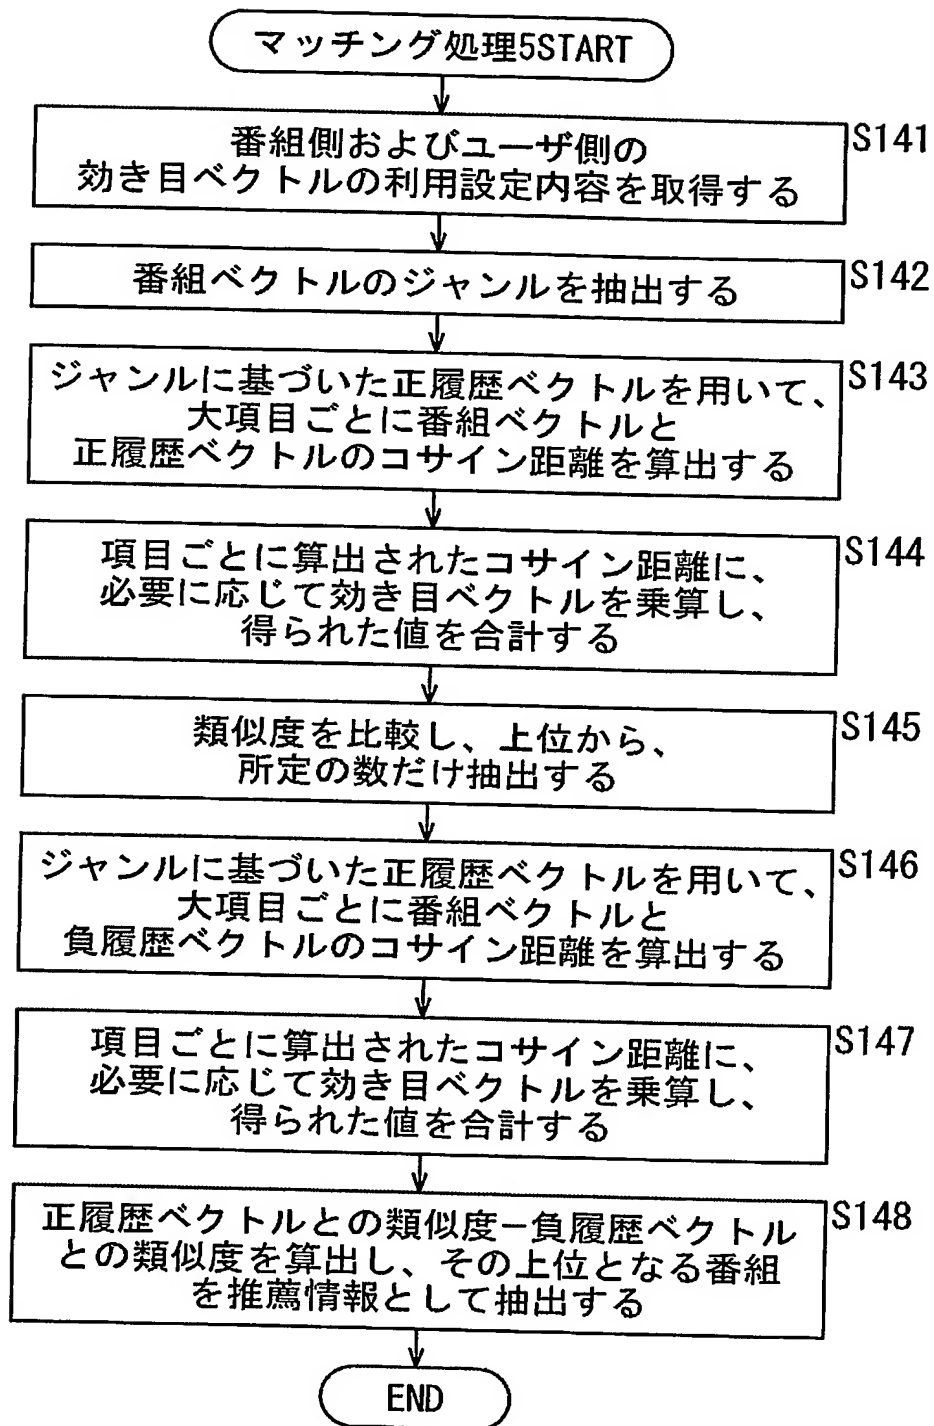 マッチング処理5START
番組側およびユーザ側の
効き目ベクトルの利用設定内容を取得する
S141
番組ベクトルのジャンルを抽出する
S142
ジャンルに基づいた正履歴ベクトルを用いて、
大項目ごとに番組ベクトルと
正履歴ベクトルのコサイン距離を算出する
S143
項目ごとに算出されたコサイン距離に、
必要に応じて効き目ベクトルを乗算し、
得られた値を合計する
S144
類似度を比較し、上位から、
所定の数だけ抽出する
S145
ジャンルに基づいた正履歴ベクトルを用いて、
大項目ごとに番組ベクトルと
負履歴ベクトルのコサイン距離を算出する
S146
項目ごとに算出されたコサイン距離に、
必要に応じて効き目ベクトルを乗算し、
得られた値を合計する
S147
正履歴ベクトルとの類似度−負履歴ベクトル
との類似度を算出し、その上位となる番組
を推薦情報として抽出する
S148
END